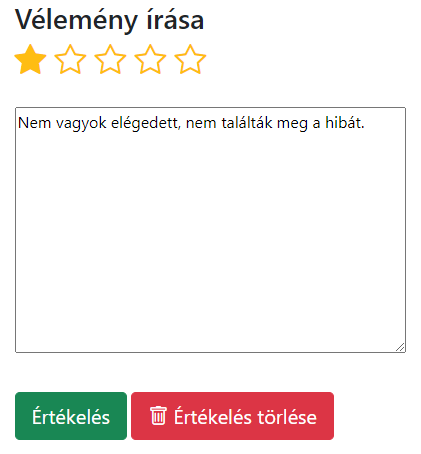 Vélemény írása
Nem vagyok elégedett, nem találták meg a hibát.
Értékelés
Értékelés törlése